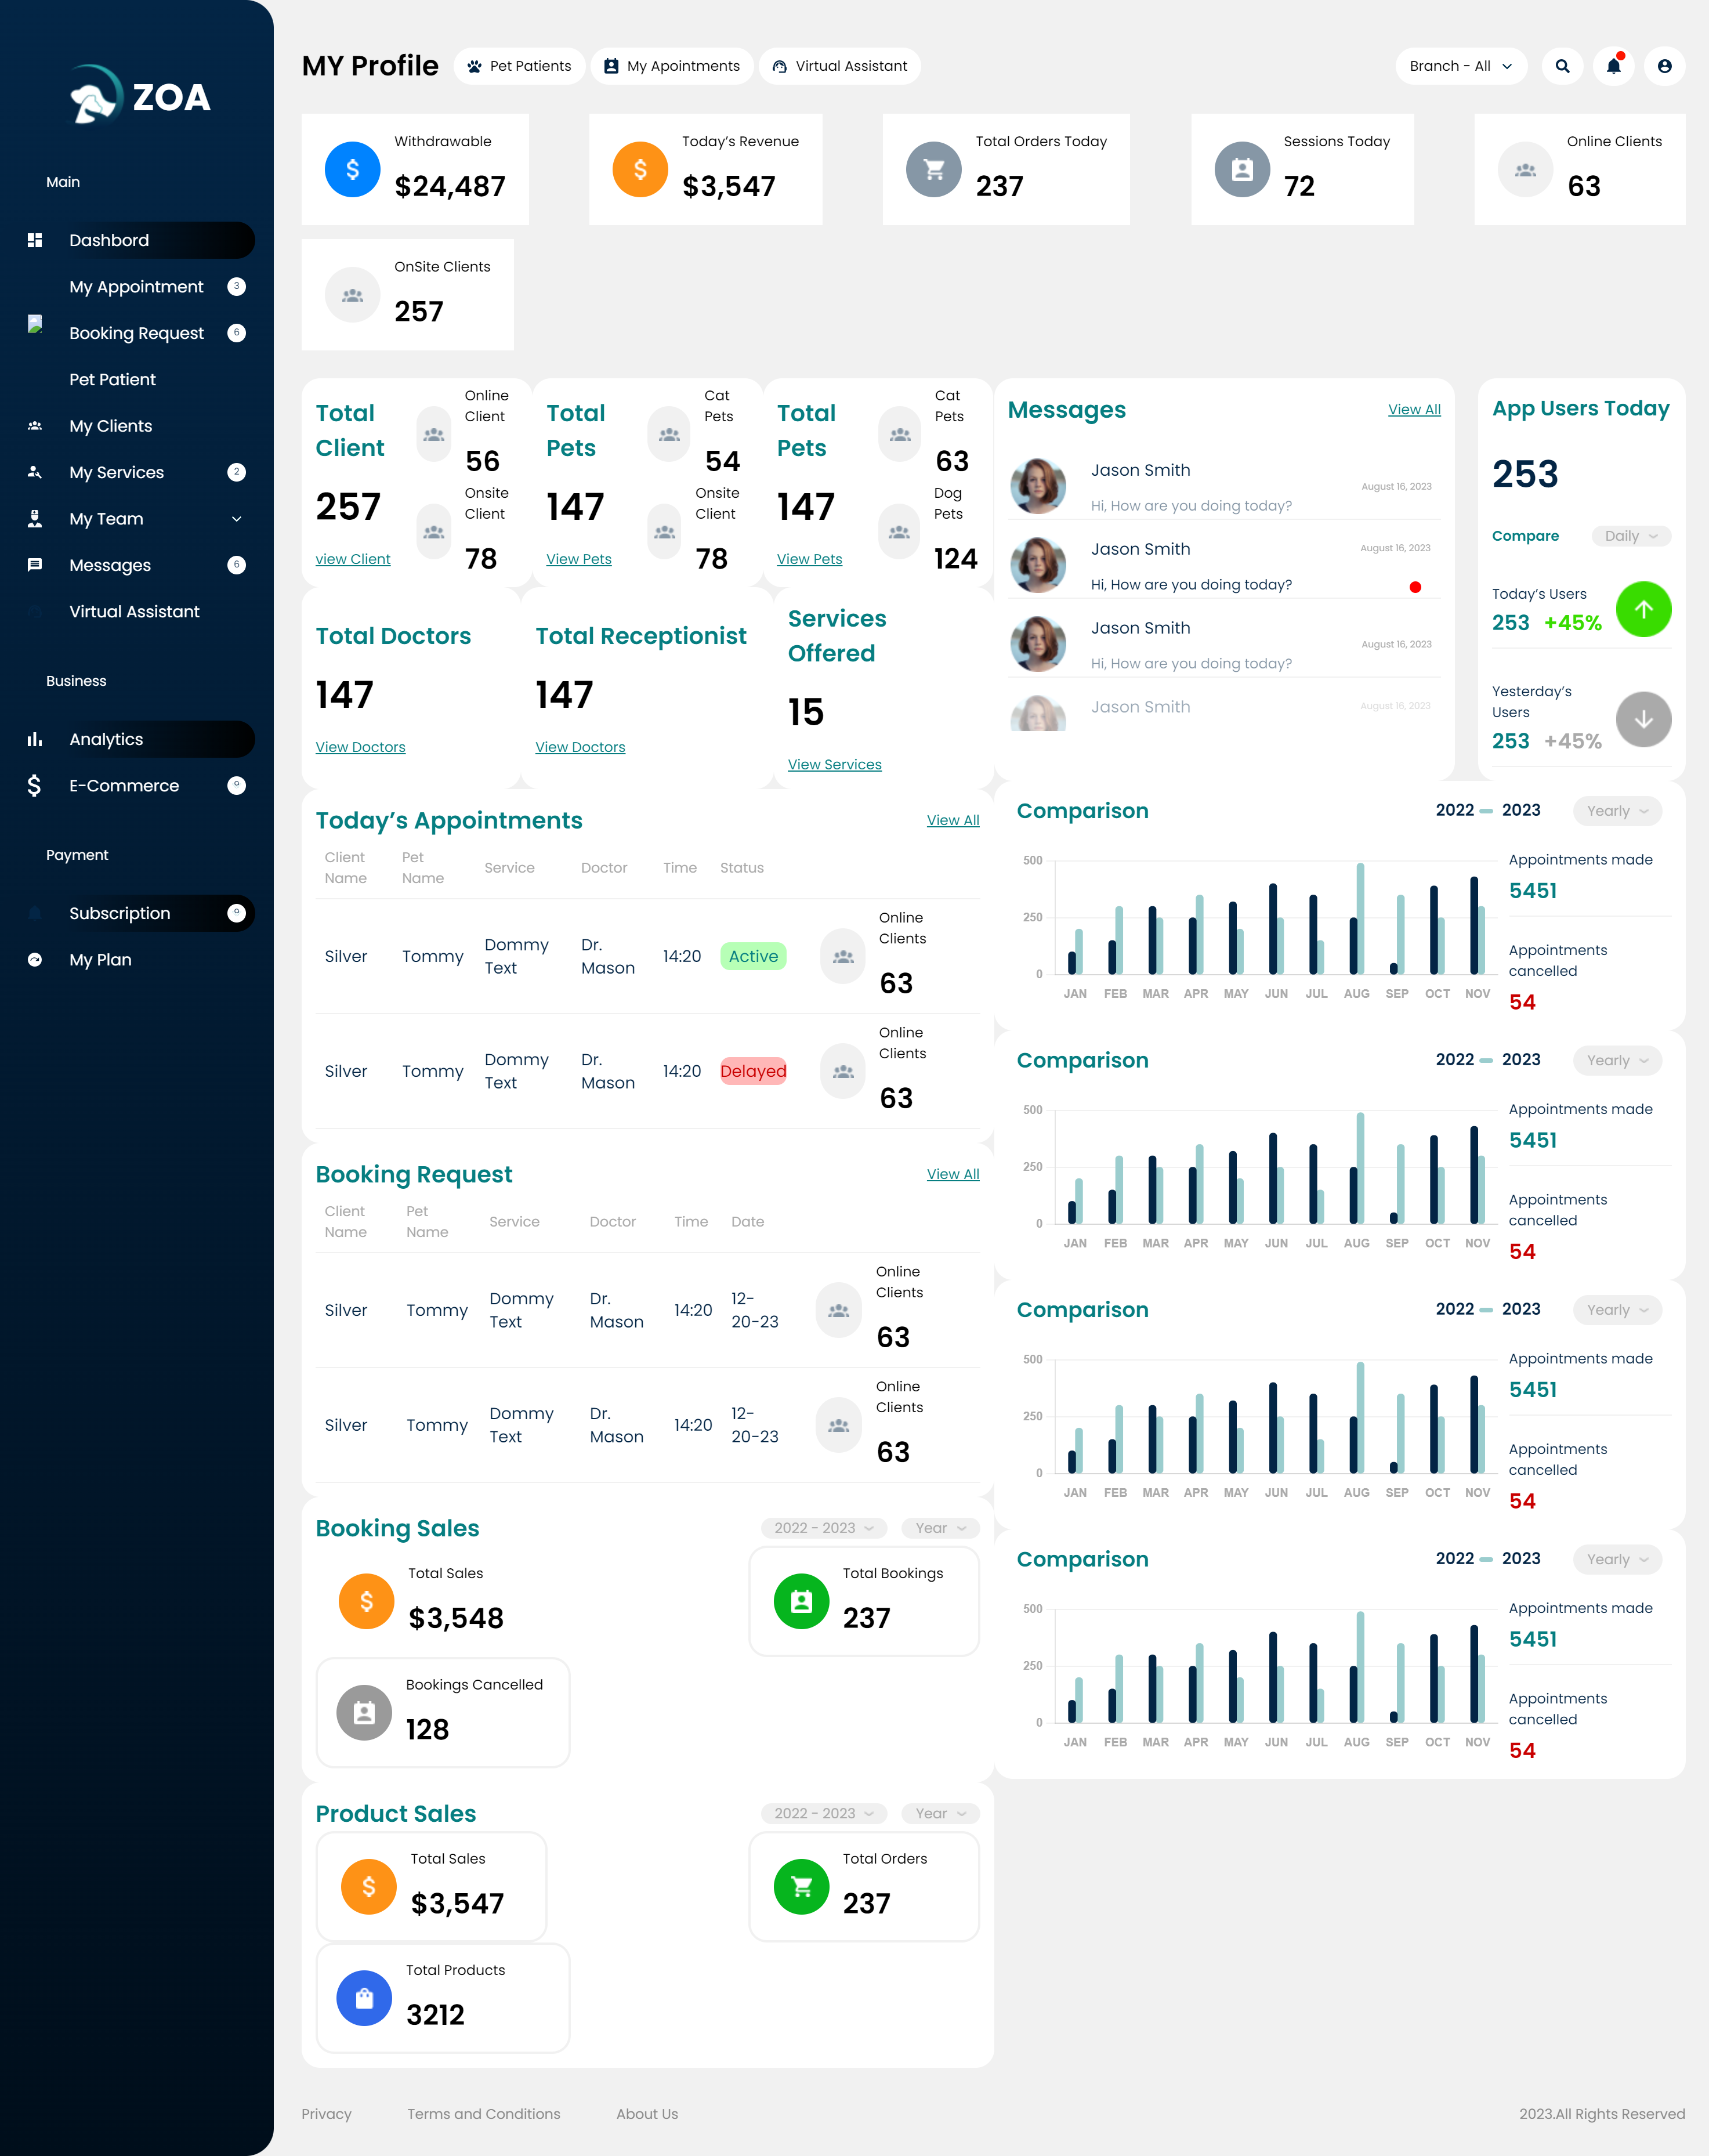 ZOA
Main
Dashbord
My Appointment 3
Booking Request 6
Pet Patient
My Clients
My Services 2
My Team
Messages 6
Virtual Assistant
Business
Analytics
E-Commerce
Payment
Subscription
My Plan
MY Profile
Pet Patients
My Apointments
Virtual Assistant
Branch - All
Withdrawable
$24,487
Today’s Revenue
$3,547
Total Orders Today
237
Sessions Today
72
Online Clients
63
OnSite Clients
257
Total
Client
257
view Client
Online
Client
56
Onsite
Client
78
Total
Pets
147
View Pets
Cat
Pets
54
Onsite
Client
78
Total
Pets
147
View Pets
Cat
Pets
63
Dog
Pets
124
Total Doctors
147
View Doctors
Total Receptionist
147
View Doctors
Services
Offered
15
View Services
Messages
View All
Jason Smith
August 16, 2023
Hi, How are you doing today?
Jason Smith
August 16, 2023
Hi, How are you doing today?
Jason Smith
August 16, 2023
Hi, How are you doing today?
Jason Smith
August 16, 2023
App Users Today
253
Compare
Daily
Today’s Users
253 +45%
Yesterday’s
Users
253 +45%
Today’s Appointments
View All
Client
Name
Pet
Name
Service
Doctor
Time
Status
Silver
Tommy
Dommy
Text
Dr.
Mason
14:20
Active
Online
Clients
63
Silver
Tommy
Dommy
Text
Dr.
Mason
14:20
Delayed
Online
Clients
63
Booking Request
View All
Client
Name
Pet
Name
Service
Doctor
Time
Date
Silver
Tommy
Dommy
Text
Dr.
Mason
14:20
12-
20-23
Online
Clients
63
Silver
Tommy
Dommy
Text
Dr.
Mason
14:20
12-
20-23
Online
Clients
63
Booking Sales
2022 - 2023
Year
Total Sales
$3,548
Total Bookings
237
Bookings Cancelled
128
Product Sales
2022 - 2023
Year
Total Sales
$3,547
Total Orders
237
Total Products
3212
Comparison
2022 2023
Yearly
500
250
0
JAN FEB MAR APR MAY JUN JUL AUG SEP OCT NOV
Appointments made
5451
Appointments
cancelled
54
Comparison
2022 2023
Yearly
500
250
0
JAN FEB MAR APR MAY JUN JUL AUG SEP OCT NOV
Appointments made
5451
Appointments
cancelled
54
Comparison
2022 2023
Yearly
500
250
0
JAN FEB MAR APR MAY JUN JUL AUG SEP OCT NOV
Appointments made
5451
Appointments
cancelled
54
Comparison
2022 2023
Yearly
500
250
0
JAN FEB MAR APR MAY JUN JUL AUG SEP OCT NOV
Appointments made
5451
Appointments
cancelled
54
Privacy
Terms and Conditions
About Us
2023.All Rights Reserved